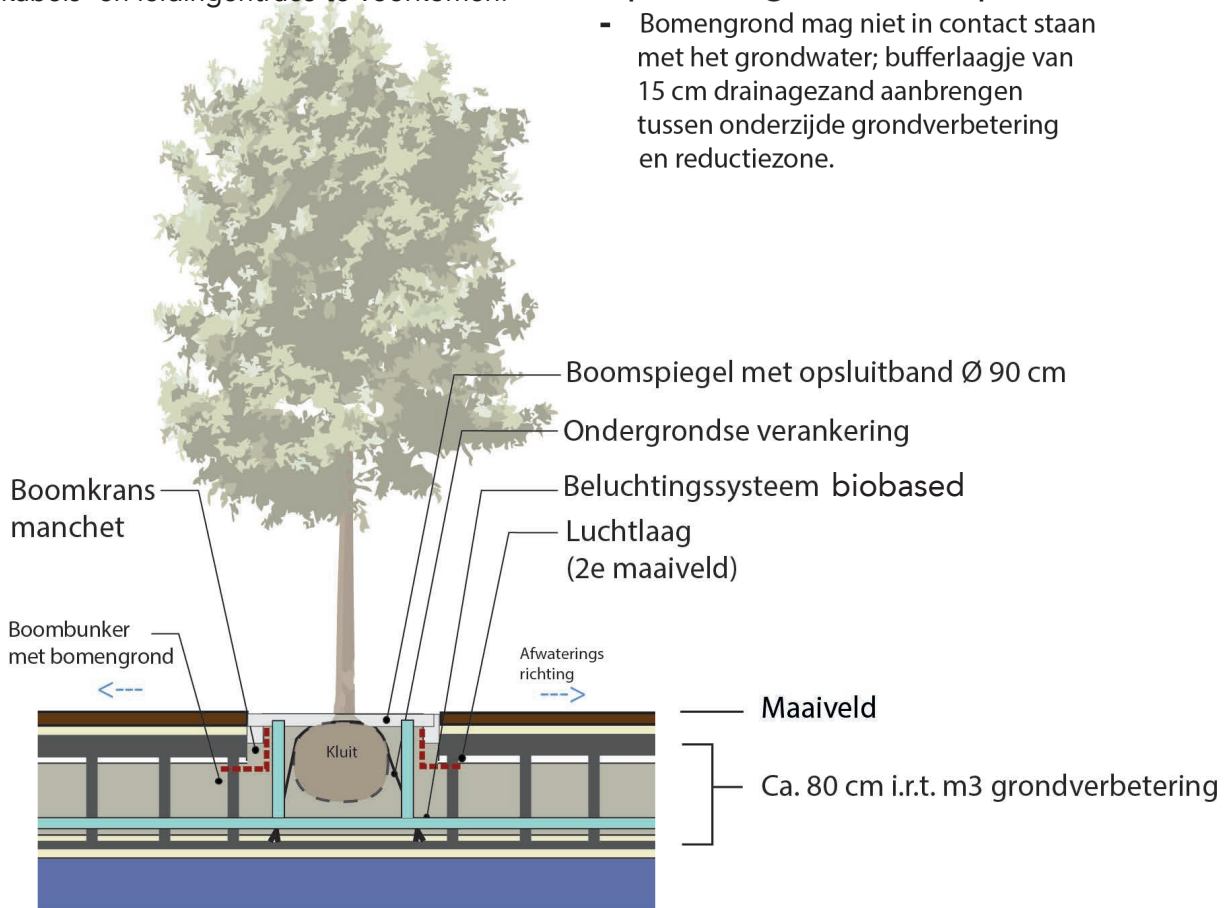 - Bomengrond mag niet in contact staan
met het grondwater; bufferlaagje van
15 cm drainagezand aanbrengen
tussen onderzijde grondverbetering
en reductiezone.
Boomspiegel met opsluitband Ø 90 cm
Ondergrondse verankering
Beluchtingssysteem biobased
Luchtlaag
(2e maaiveld)
Boomkrans
manchet
Boombunker
met bomengrond
Afwaterings
richting
Maaiveld
Kluit
Ca. 80 cm i.r.t. m3 grondverbetering